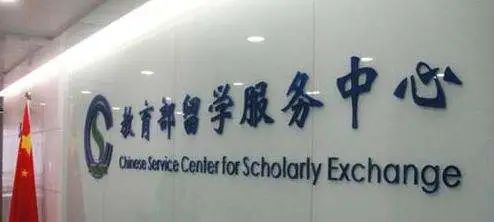 教育部留学服务中心
Chinese Service Center for Scholarly Exchange